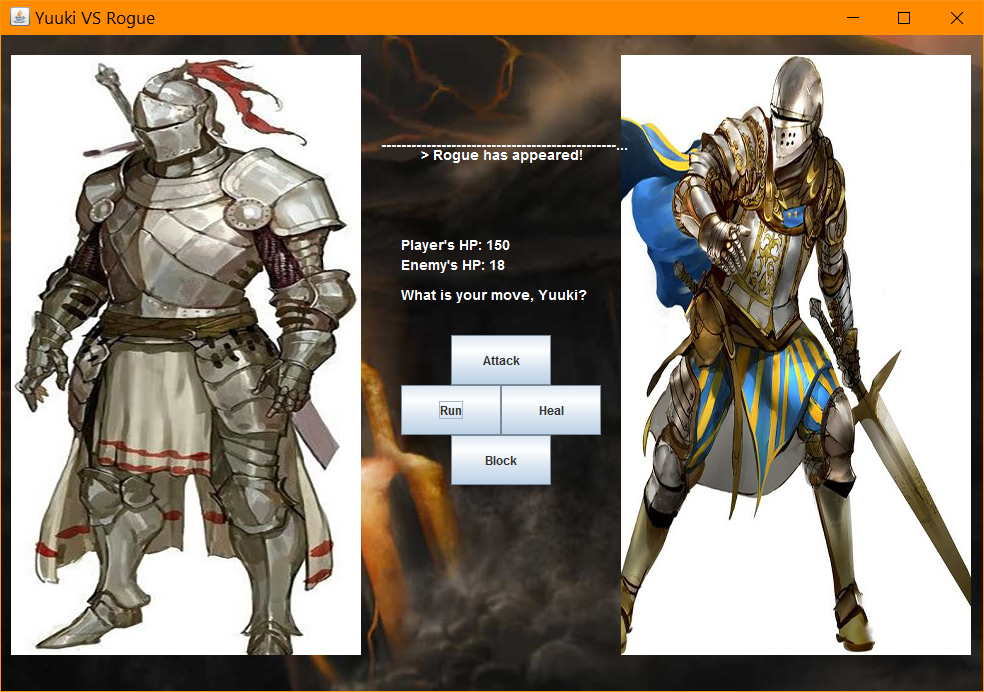 Yuuki VS Rogue
-----------------------------------------------...
> Rogue has appeared!
Player's HP: 150
Enemy's HP: 18
What is your move, Yuuki?
Attack
Run Heal
Block